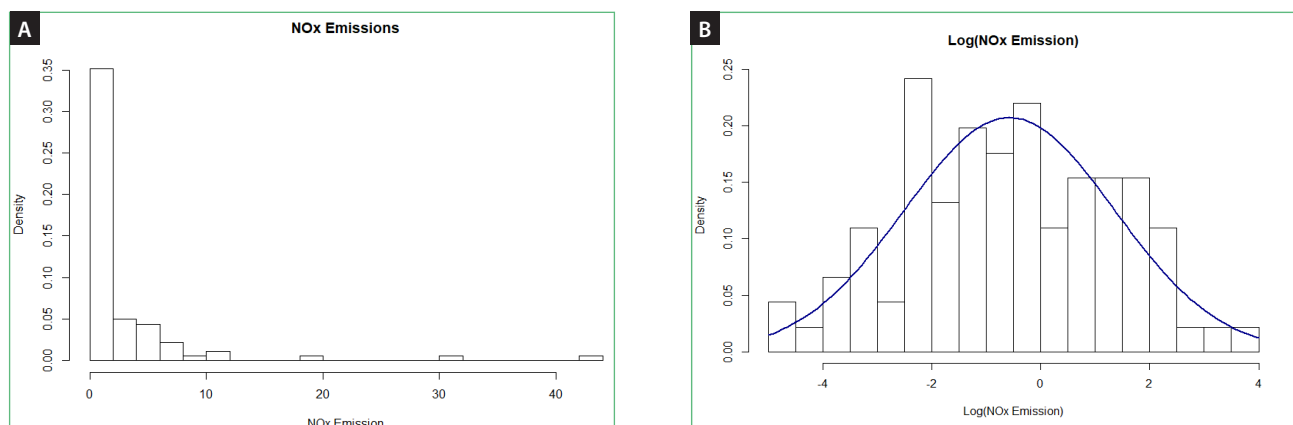 A
NOx Emissions
Density
0.00 0.05 0.10 0.15 0.20 0.25 0.30 0.35
0 10 20 30 40
NOx Emission
B
Log(NOx Emission)
Density
0.00 0.05 0.10 0.15 0.20 0.25
-4 -2 0 2 4
Log(NOx Emission)